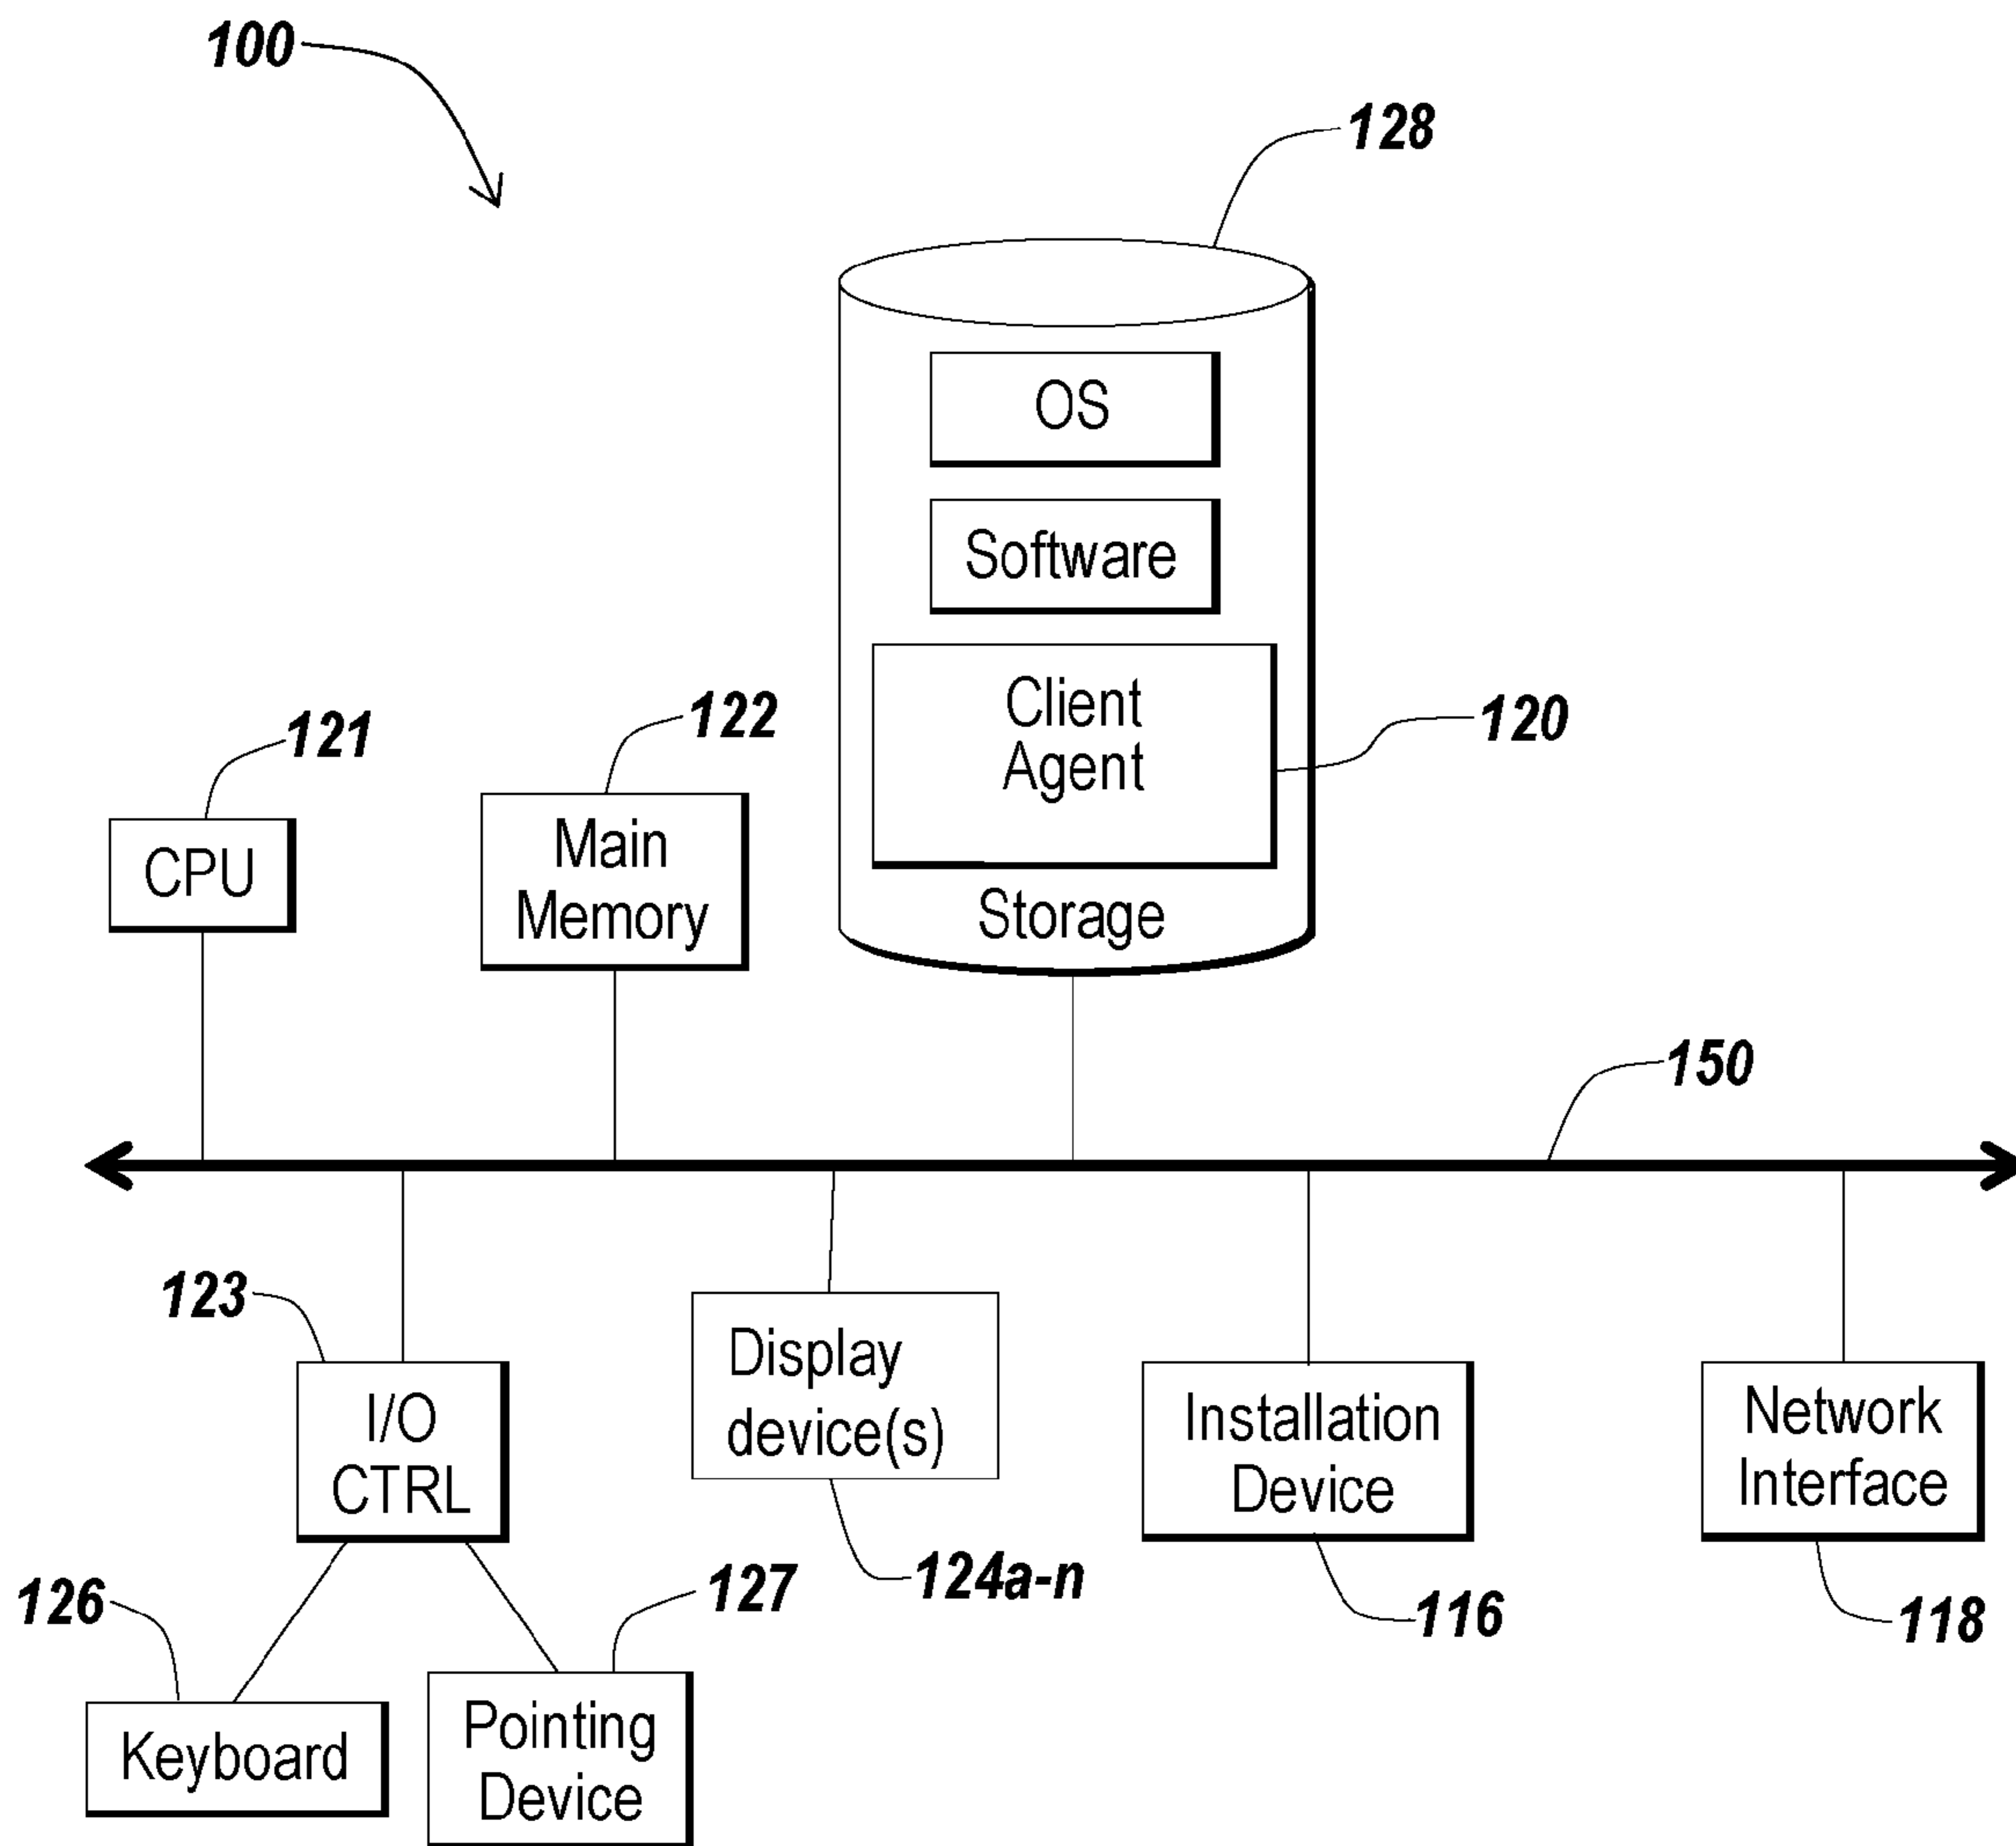 100
128
OS
Software
Client
Agent
120
Storage
121
CPU
122
Main
Memory
150
123
I/O
CTRL
Display
device(s)
124a-n
Installation
Device
116
Network
Interface
118
126
Keyboard
127
Pointing
Device